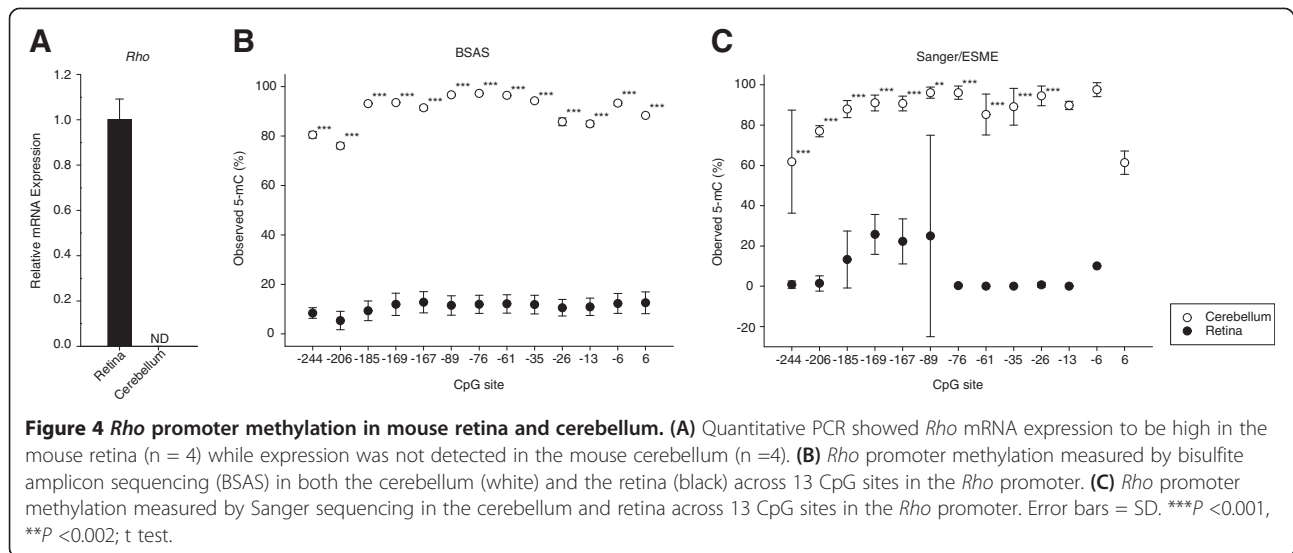 A
Rho
Relative mRNA Expression
1.2
1.0
0.8
0.6
0.4
0.2
0.0
ND
Retina
Cerebellum
B
BSAS
Observed 5-mC (%)
100
80
60
40
20
0
*** *** *** *** *** *** *** *** *** *** *** *** ***
-244 -206 -185 -169 -167 -89 -76 -61 -35 -26 -13 -6 6
CpG site
C
Sanger/ESME
Oberved 5-mC (%)
100
80
60
40
20
0
-20
*** *** *** *** *** ** *** *** *** ***
-244 -206 -185 -169 -167 -89 -76 -61 -35 -26 -13 -6 6
CpG site
Cerebellum
Retina
Figure 4 Rho promoter methylation in mouse retina and cerebellum. (A) Quantitative PCR showed Rho mRNA expression to be high in the
mouse retina (n = 4) while expression was not detected in the mouse cerebellum (n =4). (B) Rho promoter methylation measured by bisulfite
amplicon sequencing (BSAS) in both the cerebellum (white) and the retina (black) across 13 CpG sites in the Rho promoter. (C) Rho promoter
methylation measured by Sanger sequencing in the cerebellum and retina across 13 CpG sites in the Rho promoter. Error bars = SD. ***P <0.001,
**P <0.002; t test.